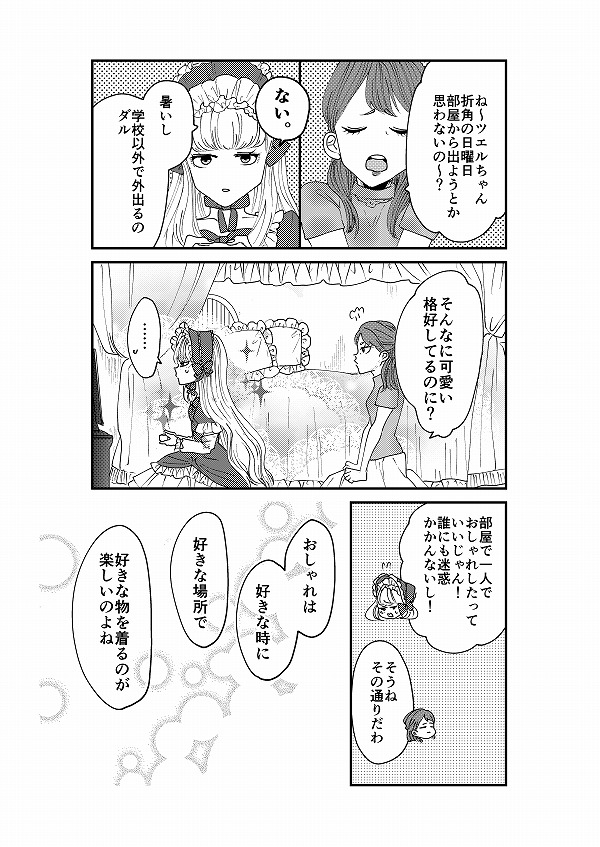 ね〜ツエルちゃん
折角の日曜日
部屋から出ようとか
思わないの〜？
ない。
暑いし
学校以外で外出るの
ダル
そんなに可愛い
格好してるのに？
……
部屋で一人で
おしゃれしたって
いいじゃん！
誰にも迷惑
かかんないし！
そうね
その通りだわ
おしゃれは
好きな時に
好きな場所で
好きな物を着るのが
楽しいのよね